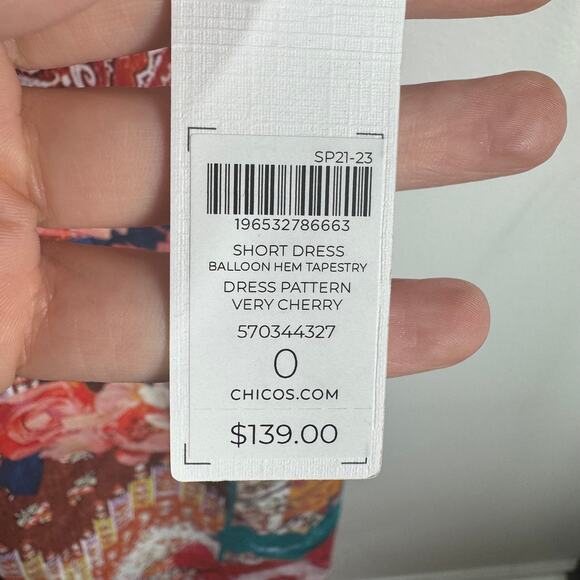 SP21-23
196532786663
SHORT DRESS
BALLOON HEM TAPESTRY
DRESS PATTERN
VERY CHERRY
570344327
0
CHICOS.COM
$139.00